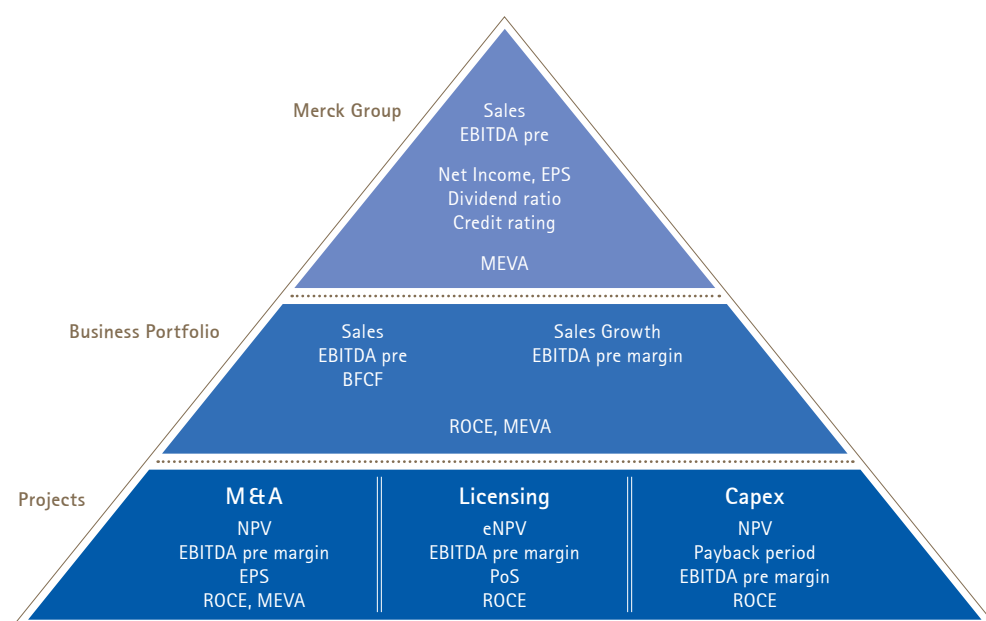 Merck Group
Sales
EBITDA pre
Net Income, EPS
Dividend ratio
Credit rating
MEVA
Business Portfolio
Sales
EBITDA pre
BFCF
Sales Growth
EBITDA pre margin
ROCE, MEVA
Projects
M & A
NPV
EBITDA pre margin
EPS
ROCE, MEVA
Licensing
eNPV
EBITDA pre margin
PoS
ROCE
Capex
NPV
Payback period
EBITDA pre margin
ROCE